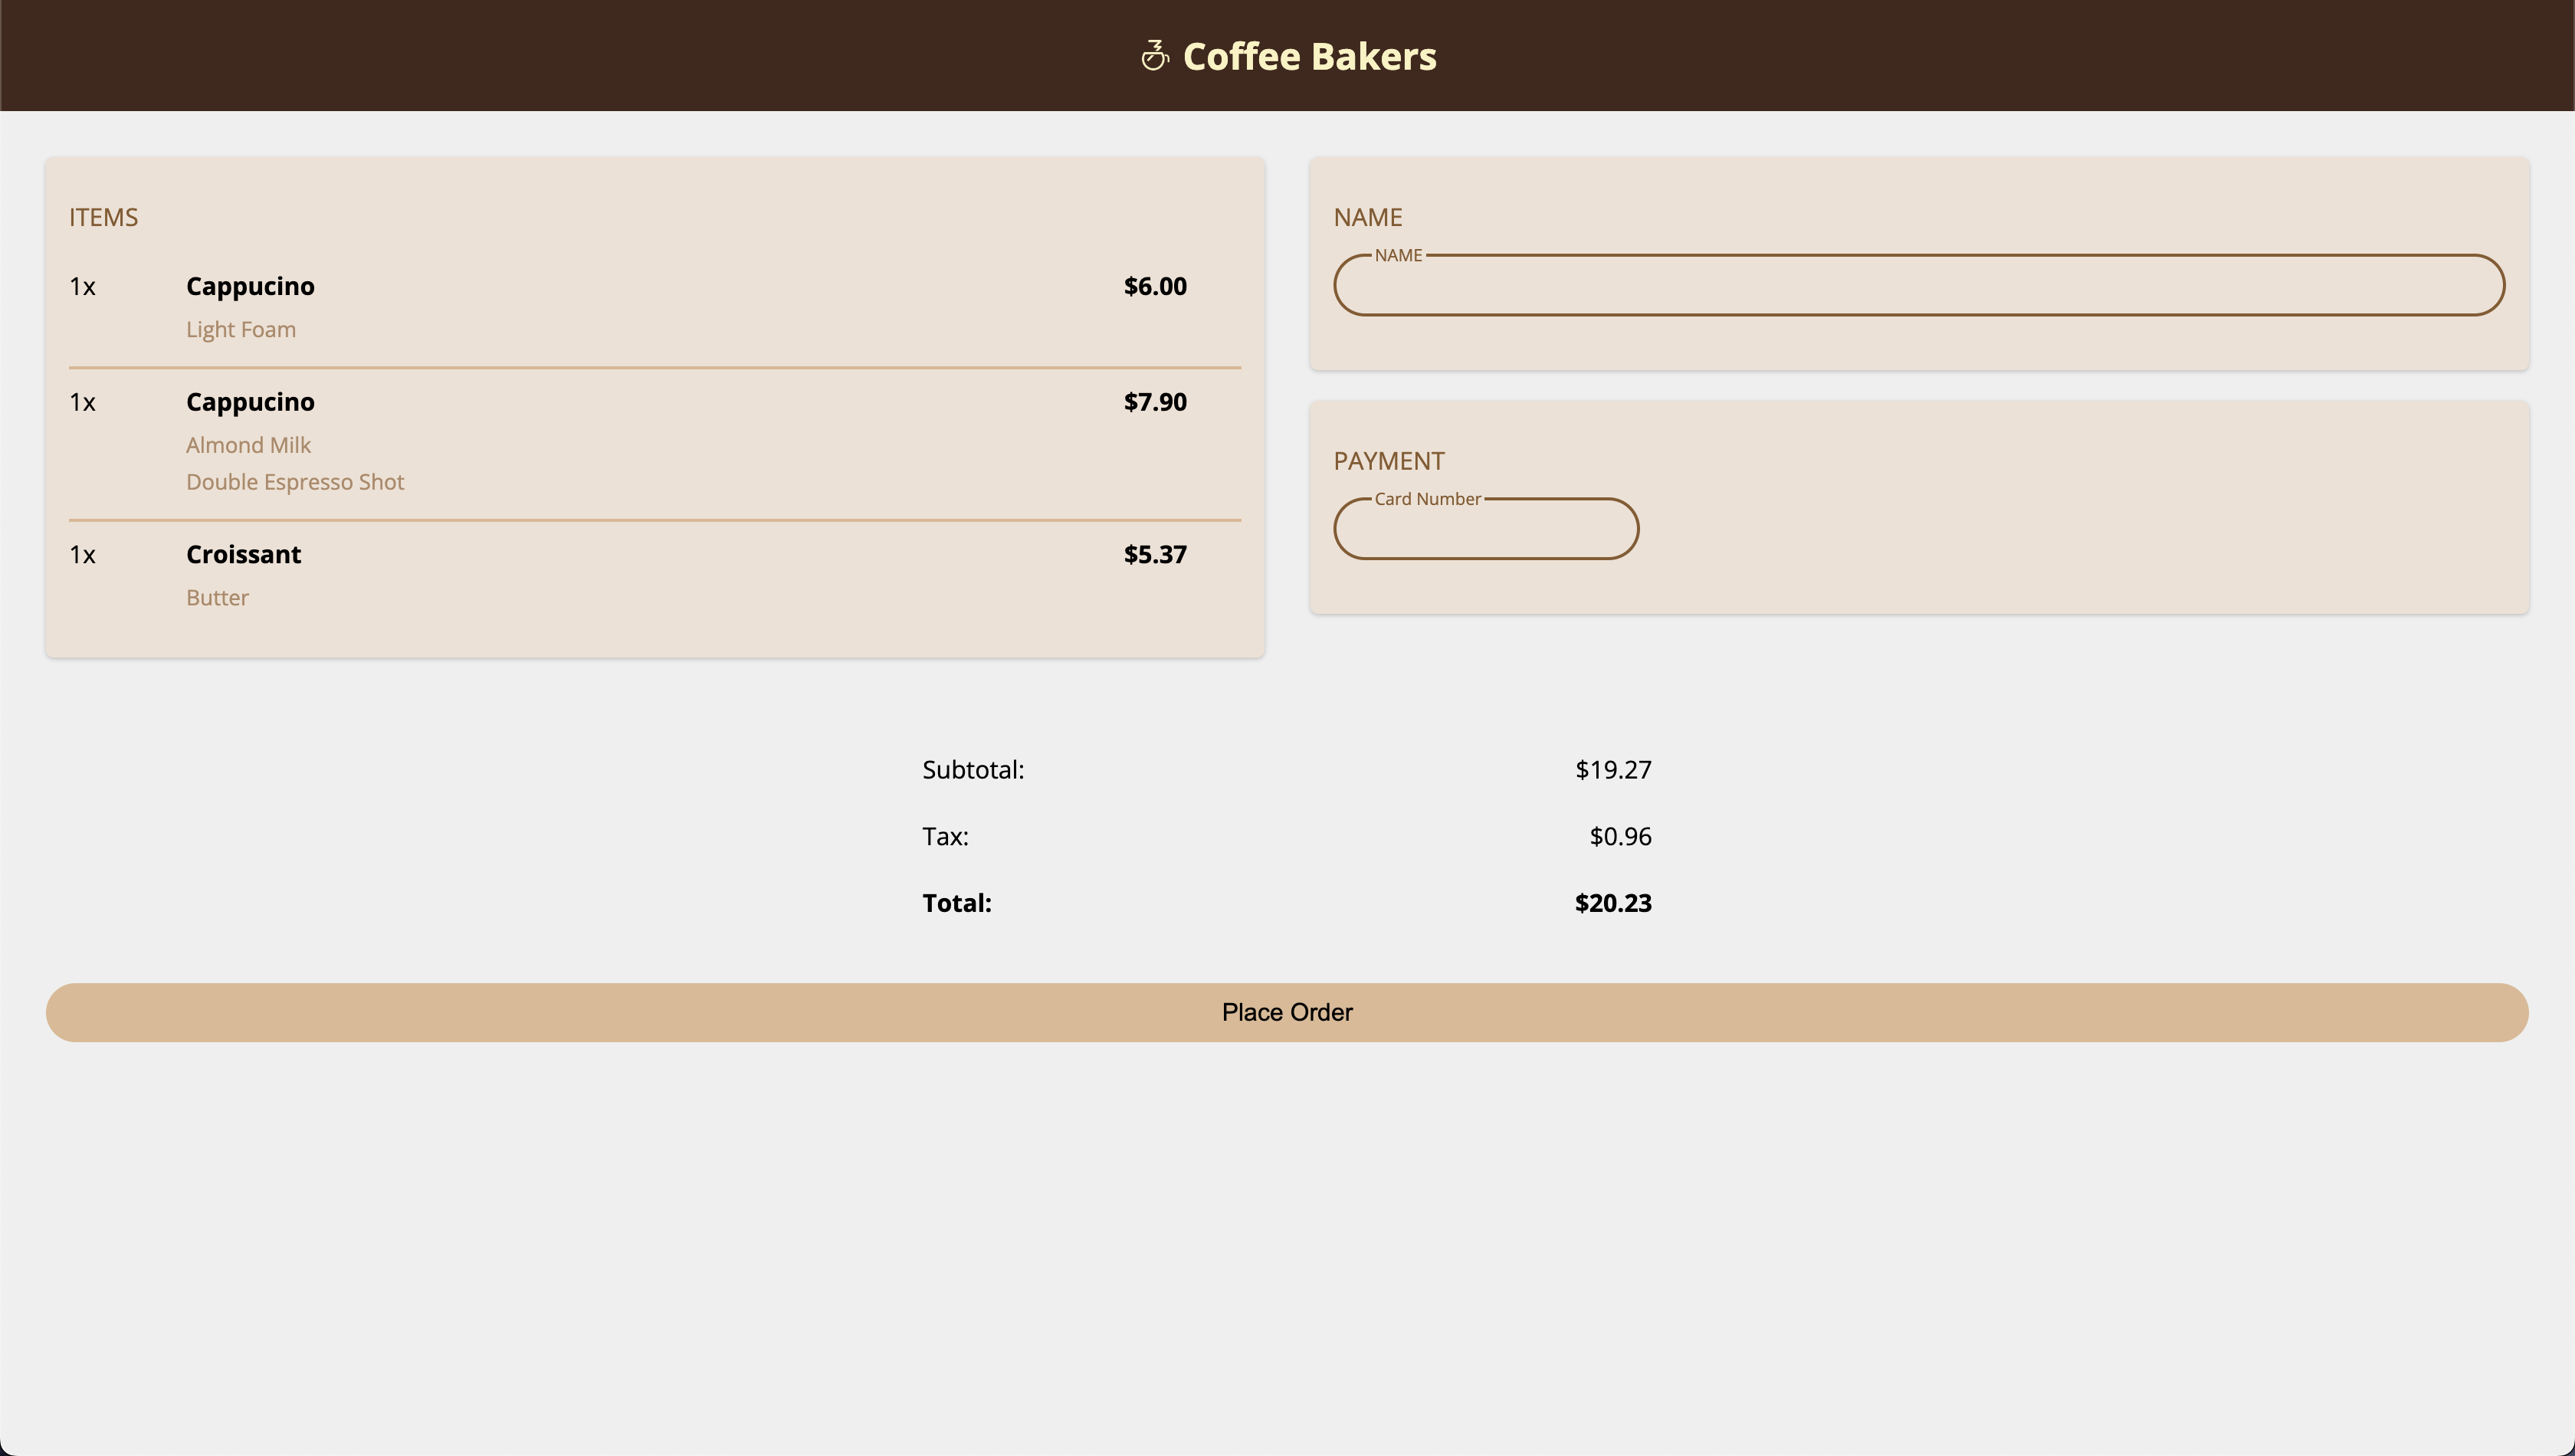 Coffee Bakers
ITEMS
1x Cappucino $6.00
Light Foam
1x Cappucino $7.90
Almond Milk
Double Espresso Shot
1x Croissant $5.37
Butter
NAME
NAME
PAYMENT
Card Number
Subtotal: $19.27
Tax: $0.96
Total: $20.23
Place Order